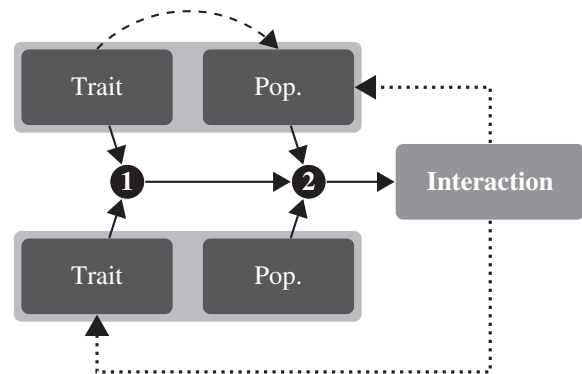 Trait
Pop.
1
2
Interaction
Trait
Pop.